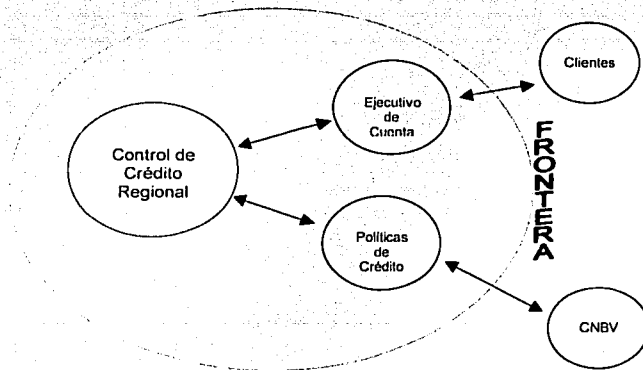 Clientes
Ejecutivo
de
Cuenta
Control de
Crédito
Regional
FRONTERA
Políticas
de
Crédito
CNBV